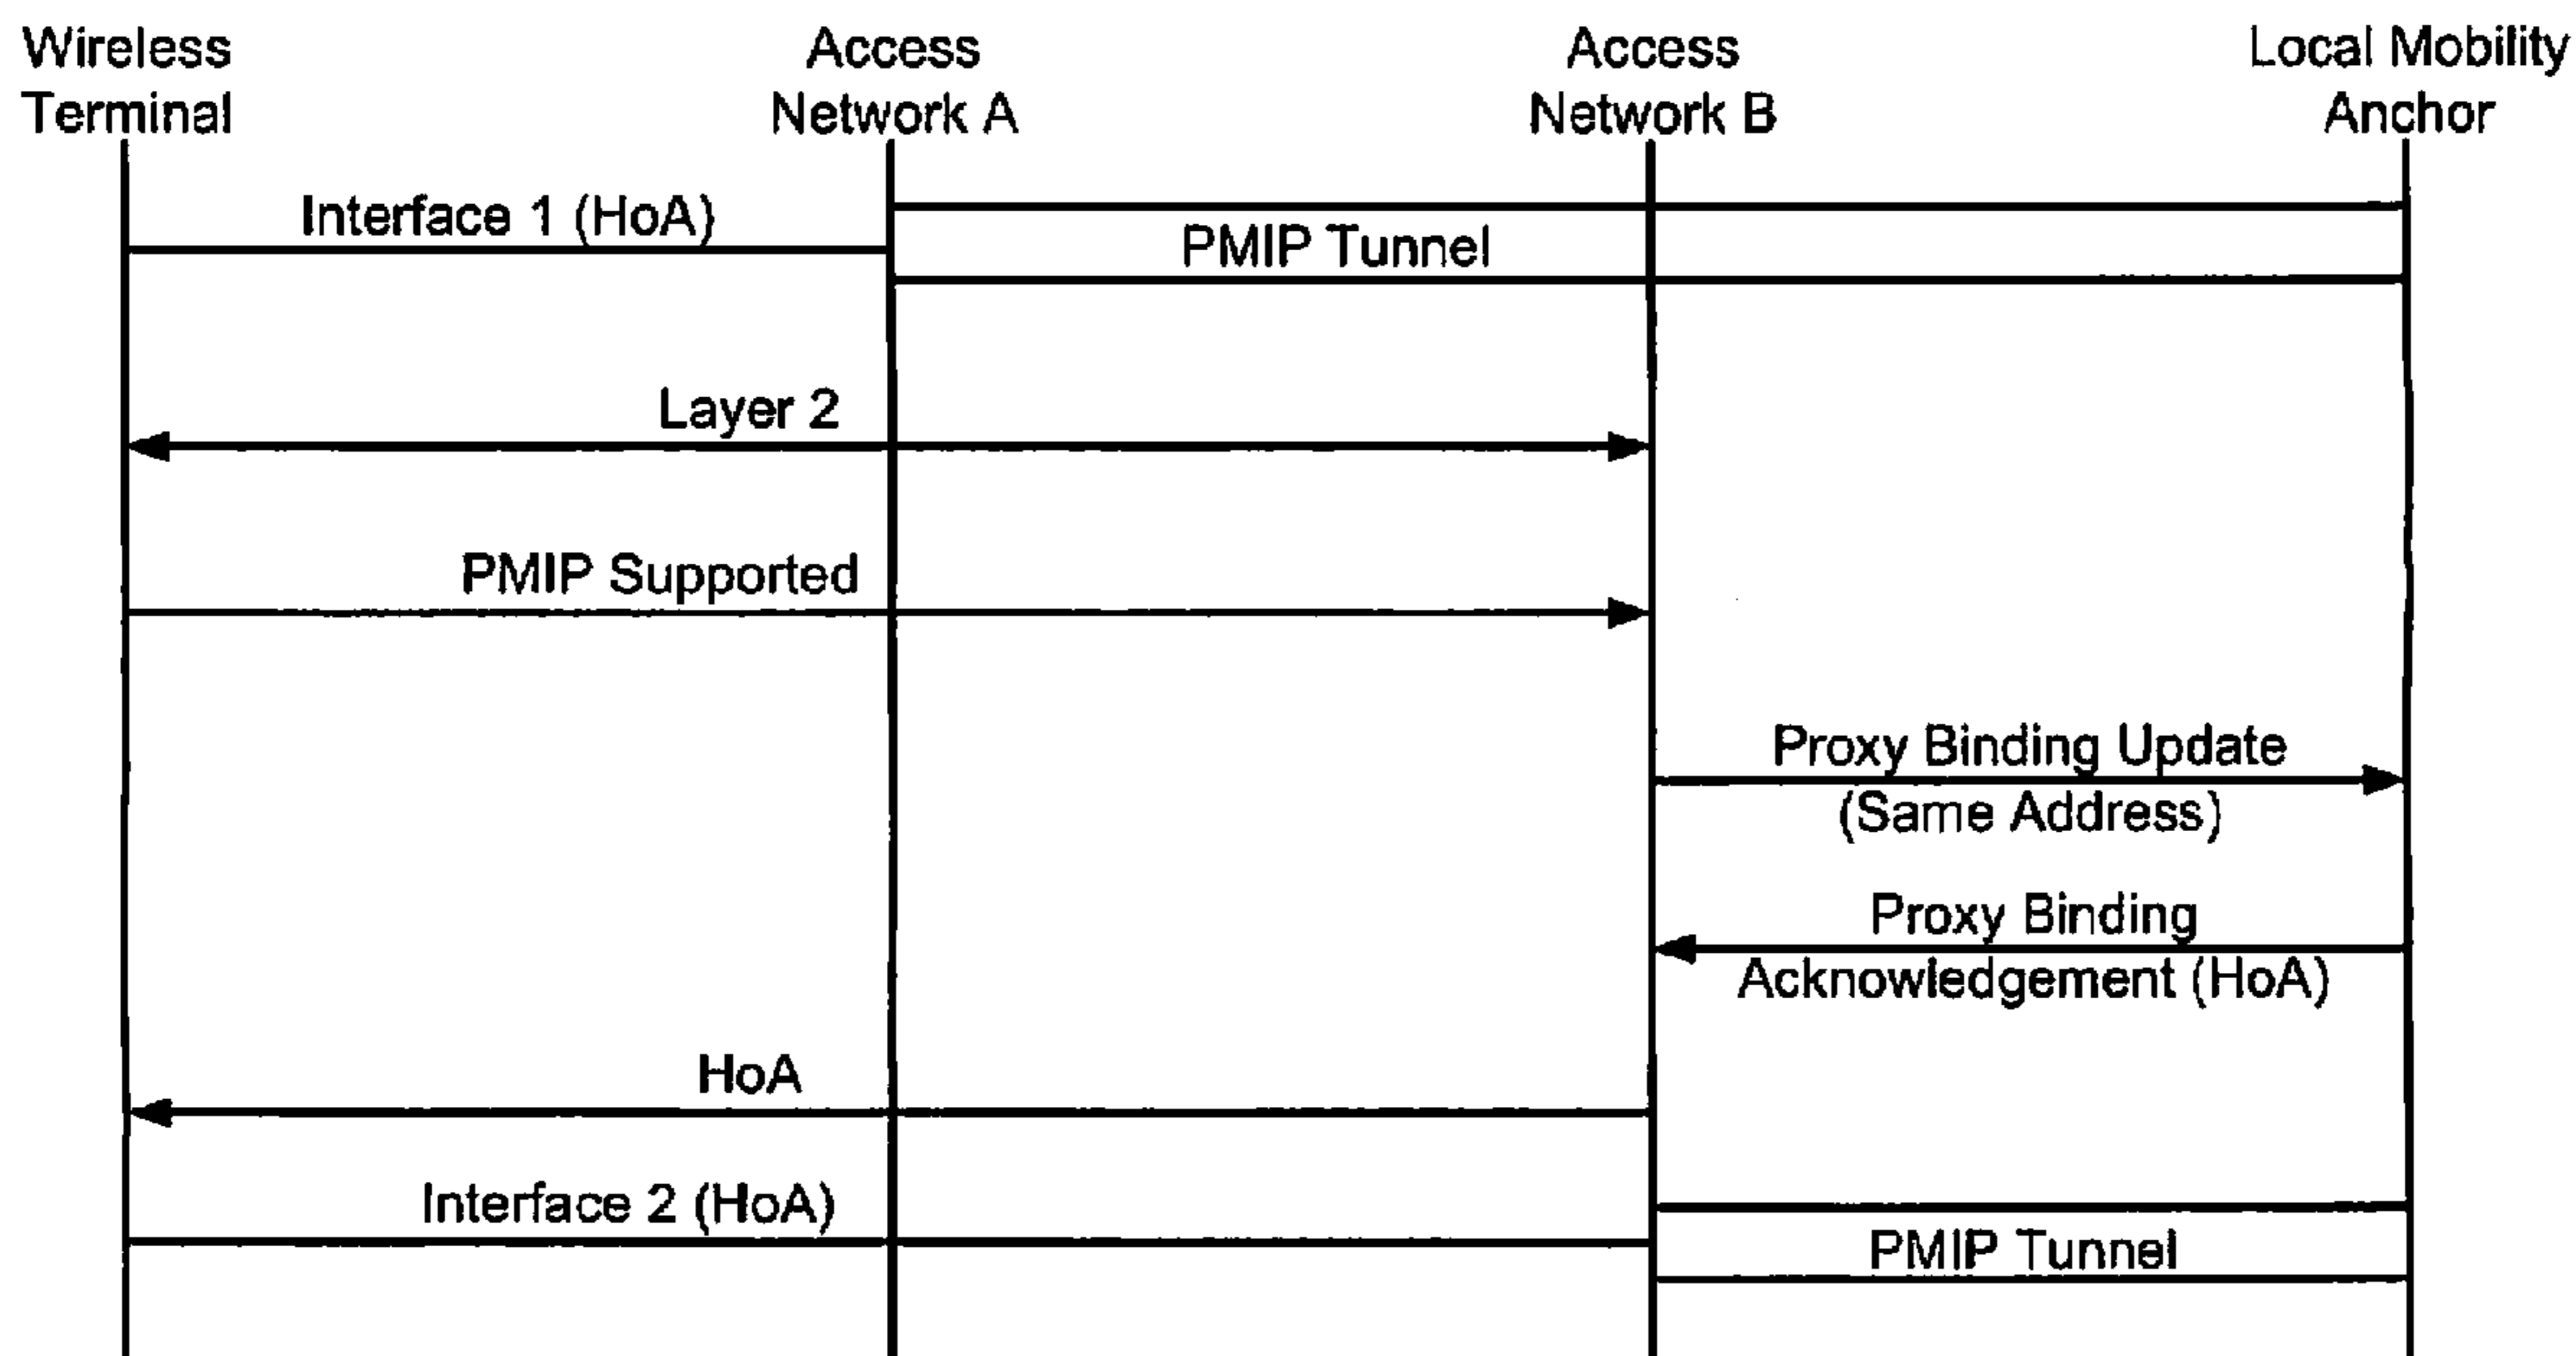 Wireless
Terminal
Access
Network A
Access
Network B
Local Mobility
Anchor
Interface 1 (HoA)
PMIP Tunnel
Layer 2
PMIP Supported
Proxy Binding Update
(Same Address)
Proxy Binding
Acknowledgement (HoA)
HoA
Interface 2 (HoA)
PMIP Tunnel